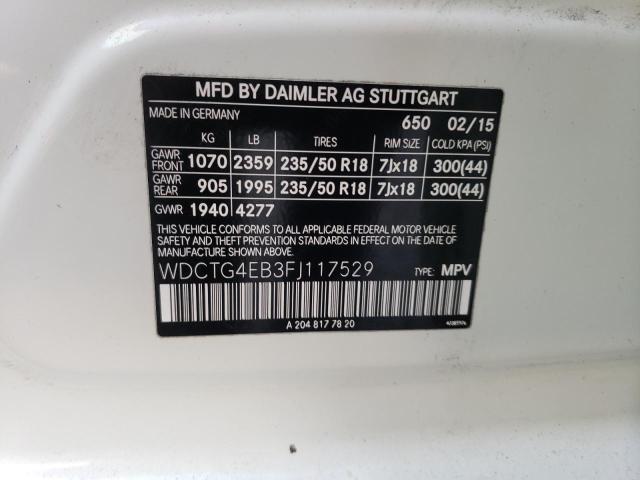 MFD BY DAIMLER AG STUTTGART
MADE IN GERMANY 650 02/15
KG LB TIRES RIM SIZE COLD KPA (PSI)
GAWR FRONT 1070 2359 235/50 R18 7Jx18 300(44)
GAWR REAR 905 1995 235/50 R18 7Jx18 300(44)
GVWR 1940 4277
THIS VEHICLE CONFORMS TO ALL APPLICABLE FEDERAL MOTOR VEHICLE
SAFETY AND THEFT PREVENTION STANDARDS IN EFFECT ON THE DATE
OF MANUFACTURE SHOWN ABOVE.
WDCTG4EB3FJ117529 TYPE: MPV
A 204 817 78 20